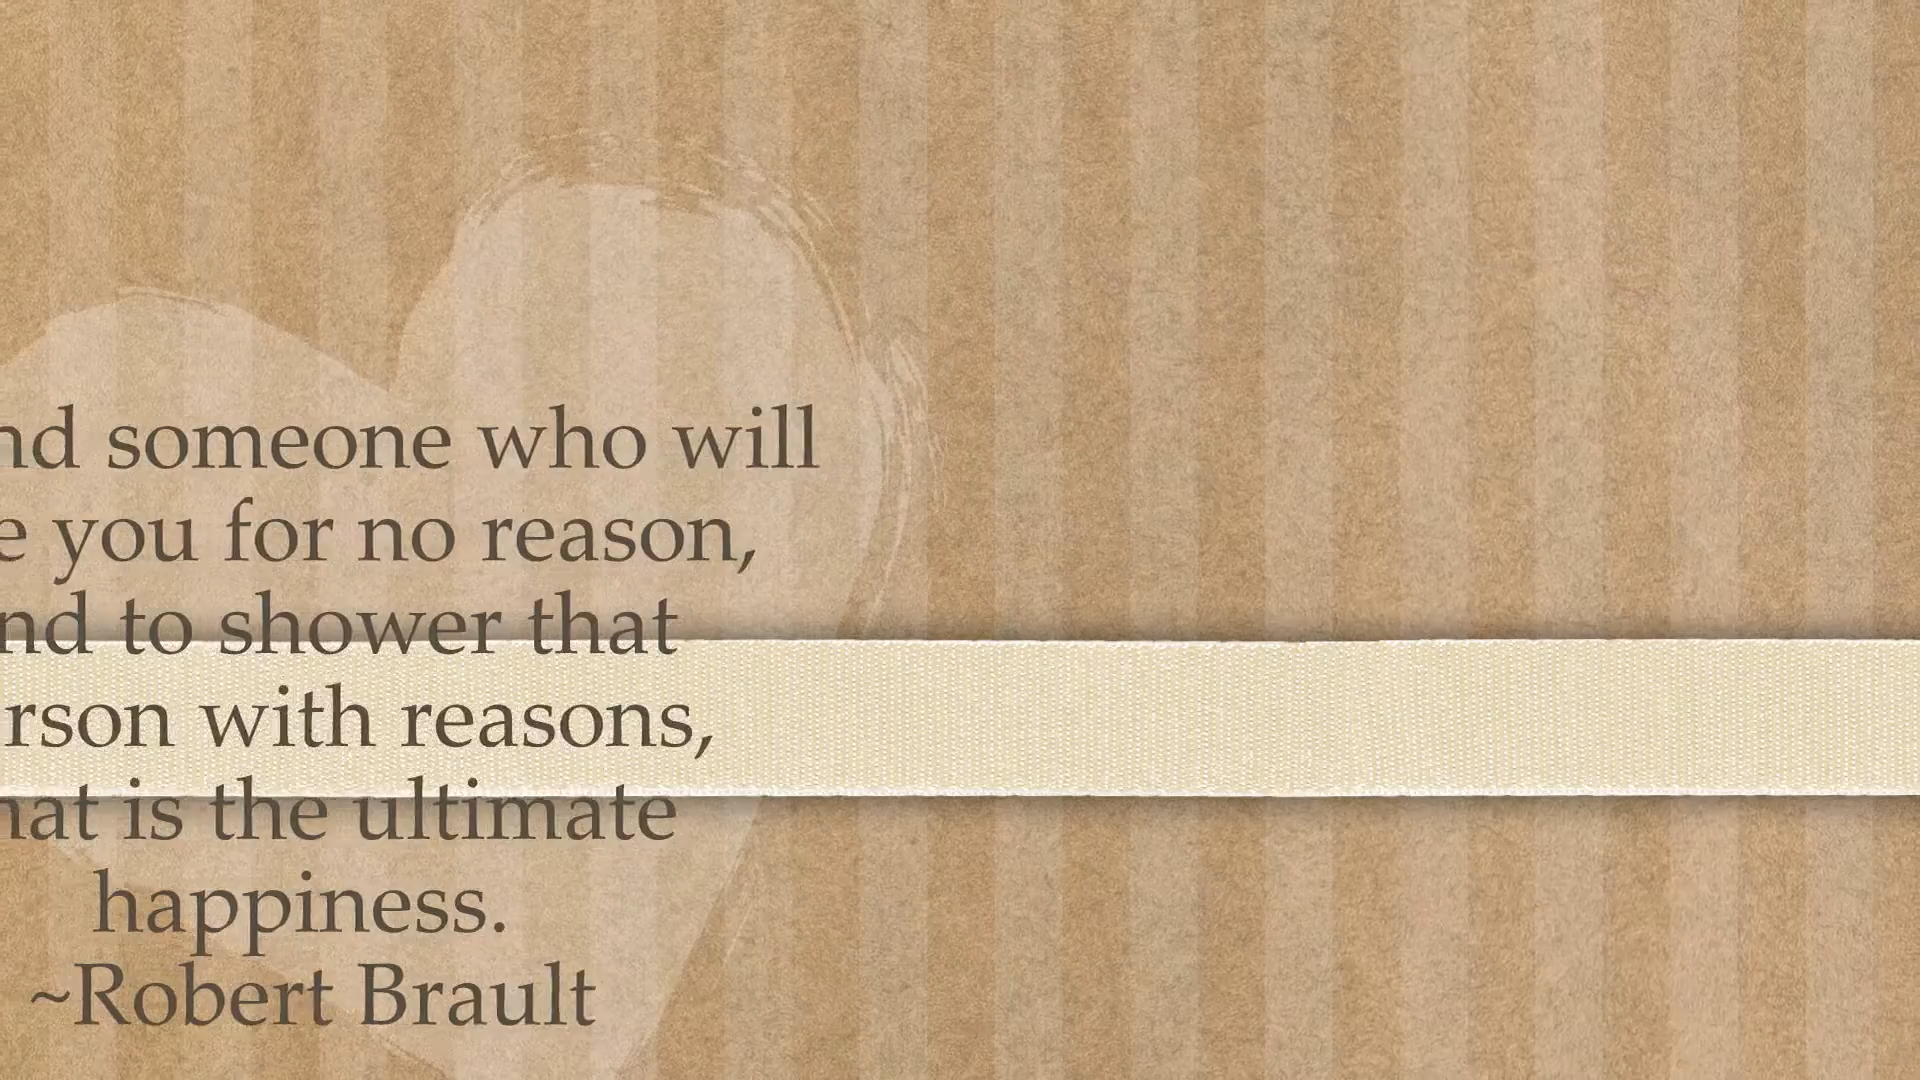 nd someone who will
e you for no reason,
nd to shower that
rson with reasons,
hat is the ultimate
happiness.
~Robert Brault